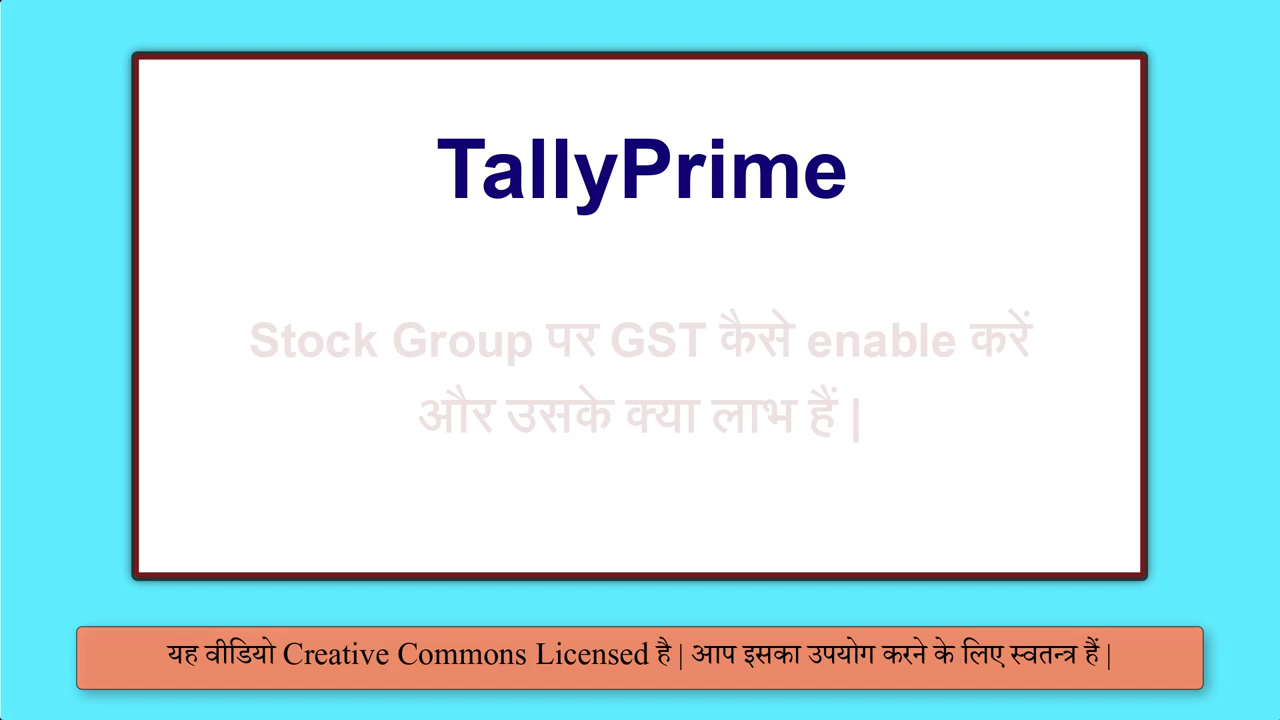 TallyPrime
Stock Group पर GST कैसे enable करें
और उसके क्या लाभ हैं |
यह वीडियो Creative Commons Licensed है | आप इसका उपयोग करने के लिए स्वतन्त्र हैं |